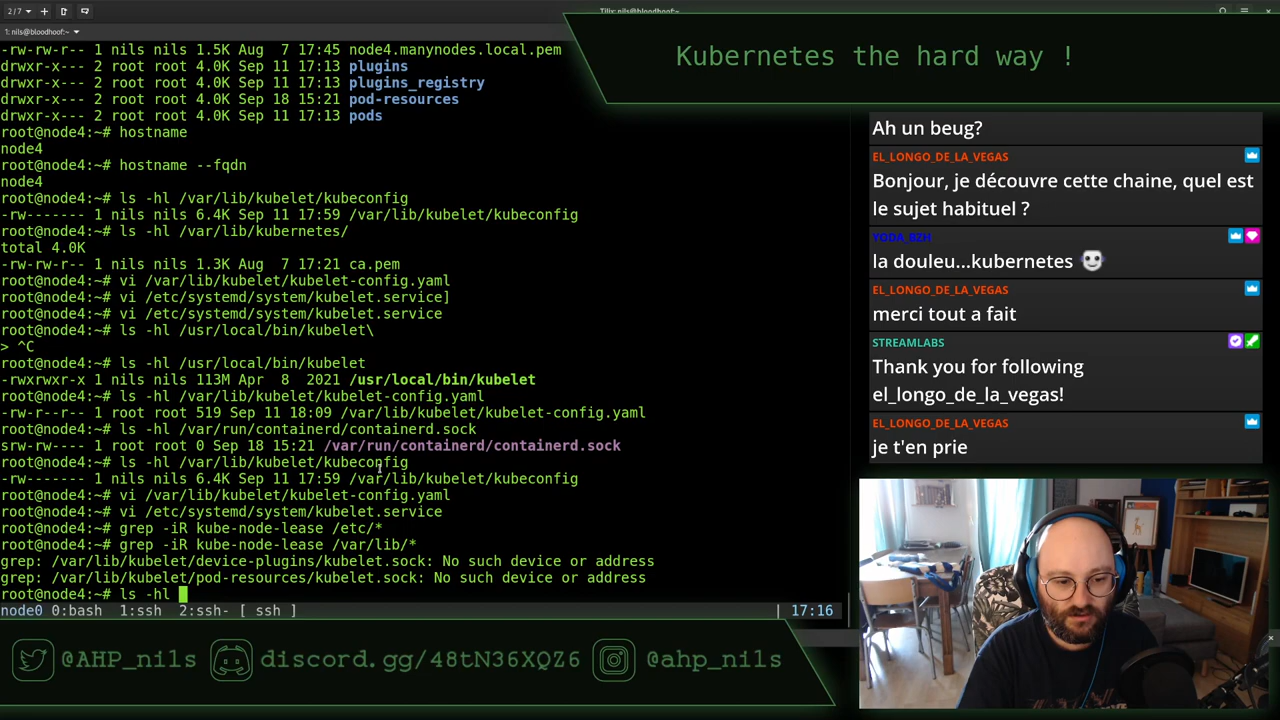 2/7
Tilix: nils@bloodhoof:~
1: nils@bloodhoof:~
Kubernetes the hard way !
-rw-rw-r-- 1 nils nils 1.5K Aug  7 17:45 node4.manynodes.local.pem
drwxr-x--- 2 root root 4.0K Sep 11 17:13 plugins
drwxr-x--- 2 root root 4.0K Sep 11 17:13 plugins_registry
drwxr-x--- 2 root root 4.0K Sep 18 15:21 pod-resources
drwxr-x--- 2 root root 4.0K Sep 11 17:13 pods
root@node4:~# hostname
node4
root@node4:~# hostname --fqdn
node4
root@node4:~# ls -hl /var/lib/kubelet/kubeconfig
-rw------- 1 nils nils 6.4K Sep 11 17:59 /var/lib/kubelet/kubeconfig
root@node4:~# ls -hl /var/lib/kubernetes/
total 4.0K
-rw-rw-r-- 1 nils nils 1.3K Aug  7 17:21 ca.pem
root@node4:~# vi /var/lib/kubelet/kubelet-config.yaml
root@node4:~# vi /etc/systemd/system/kubelet.service]
root@node4:~# vi /etc/systemd/system/kubelet.service
root@node4:~# ls -hl /usr/local/bin/kubelet\
> ^C
root@node4:~# ls -hl /usr/local/bin/kubelet
-rwxrwxr-x 1 nils nils 113M Apr  8  2021 /usr/local/bin/kubelet
root@node4:~# ls -hl /var/lib/kubelet/kubelet-config.yaml
-rw-r--r-- 1 root root 519 Sep 11 18:09 /var/lib/kubelet/kubelet-config.yaml
root@node4:~# ls -hl /var/run/containerd/containerd.sock
srw-rw---- 1 root root 0 Sep 18 15:21 /var/run/containerd/containerd.sock
root@node4:~# ls -hl /var/lib/kubelet/kubeconfig
-rw------- 1 nils nils 6.4K Sep 11 17:59 /var/lib/kubelet/kubeconfig
root@node4:~# vi /var/lib/kubelet/kubelet-config.yaml
root@node4:~# vi /etc/systemd/system/kubelet.service
root@node4:~# grep -iR kube-node-lease /etc/*
root@node4:~# grep -iR kube-node-lease /var/lib/*
grep: /var/lib/kubelet/device-plugins/kubelet.sock: No such device or address
grep: /var/lib/kubelet/pod-resources/kubelet.sock: No such device or address
root@node4:~# ls -hl
node0 0:bash  1:ssh  2:ssh- [ ssh ] | 17:16
Ah un beug?
EL_LONGO_DE_LA_VEGAS
Bonjour, je découvre cette chaine, quel est
le sujet habituel ?
YODA_BZH
la douleu...kubernetes
EL_LONGO_DE_LA_VEGAS
merci tout a fait
STREAMLABS
Thank you for following
el_longo_de_la_vegas!
EL_LONGO_DE_LA_VEGAS
je t'en prie
@AHP_nils discord.gg/48tN36XQZ6 @ahp_nils